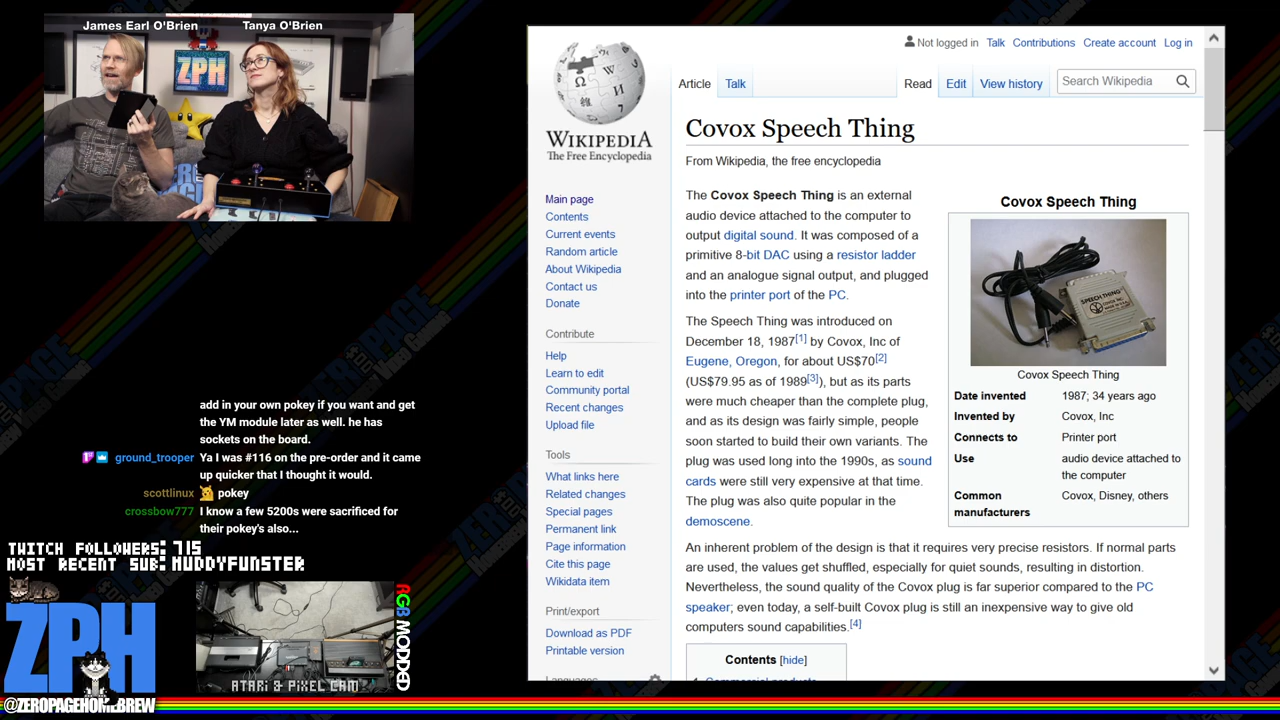 James Earl O'Brien
Tanya O'Brien
ZPH
add in your own pokey if you want and get
the YM module later as well. he has
sockets on the board.
ground_trooper Ya I was #116 on the pre-order and it came
up quicker that I thought it would.
scottlinux pokey
crossbow777 I know a few 5200s were sacrificed for
their pokey's also...
TWITCH FOLLOWERS: 715
MOST RECENT SUB: MUDDYFUNSTER
ZPH
@ZEROPAGEHOMEBREW
ATARI & PIXEL CAM
RGB MODDED
WIKIPEDIA
The Free Encyclopedia
Main page
Contents
Current events
Random article
About Wikipedia
Contact us
Donate
Contribute
Help
Learn to edit
Community portal
Recent changes
Upload file
Tools
What links here
Related changes
Special pages
Permanent link
Page information
Cite this page
Wikidata item
Print/export
Download as PDF
Printable version
Languages
Not logged in Talk Contributions Create account Log in
Article Talk Read Edit View history Search Wikipedia
Covox Speech Thing
From Wikipedia, the free encyclopedia
The Covox Speech Thing is an external
audio device attached to the computer to
output digital sound. It was composed of a
primitive 8-bit DAC using a resistor ladder
and an analogue signal output, and plugged
into the printer port of the PC.
The Speech Thing was introduced on
December 18, 1987[1] by Covox, Inc of
Eugene, Oregon, for about US$70[2]
(US$79.95 as of 1989[3]), but as its parts
were much cheaper than the complete plug,
and as its design was fairly simple, people
soon started to build their own variants. The
plug was used long into the 1990s, as sound
cards were still very expensive at that time.
The plug was also quite popular in the
demoscene.
Covox Speech Thing
SPEECH THING
Covox Speech Thing
Date invented 1987; 34 years ago
Invented by Covox, Inc
Connects to Printer port
Use audio device attached to
the computer
Common
manufacturers
Covox, Disney, others
An inherent problem of the design is that it requires very precise resistors. If normal parts
are used, the values get shuffled, especially for quiet sounds, resulting in distortion.
Nevertheless, the sound quality of the Covox plug is far superior compared to the PC
speaker; even today, a self-built Covox plug is still an inexpensive way to give old
computers sound capabilities.[4]
Contents [hide]
1 Commercial products